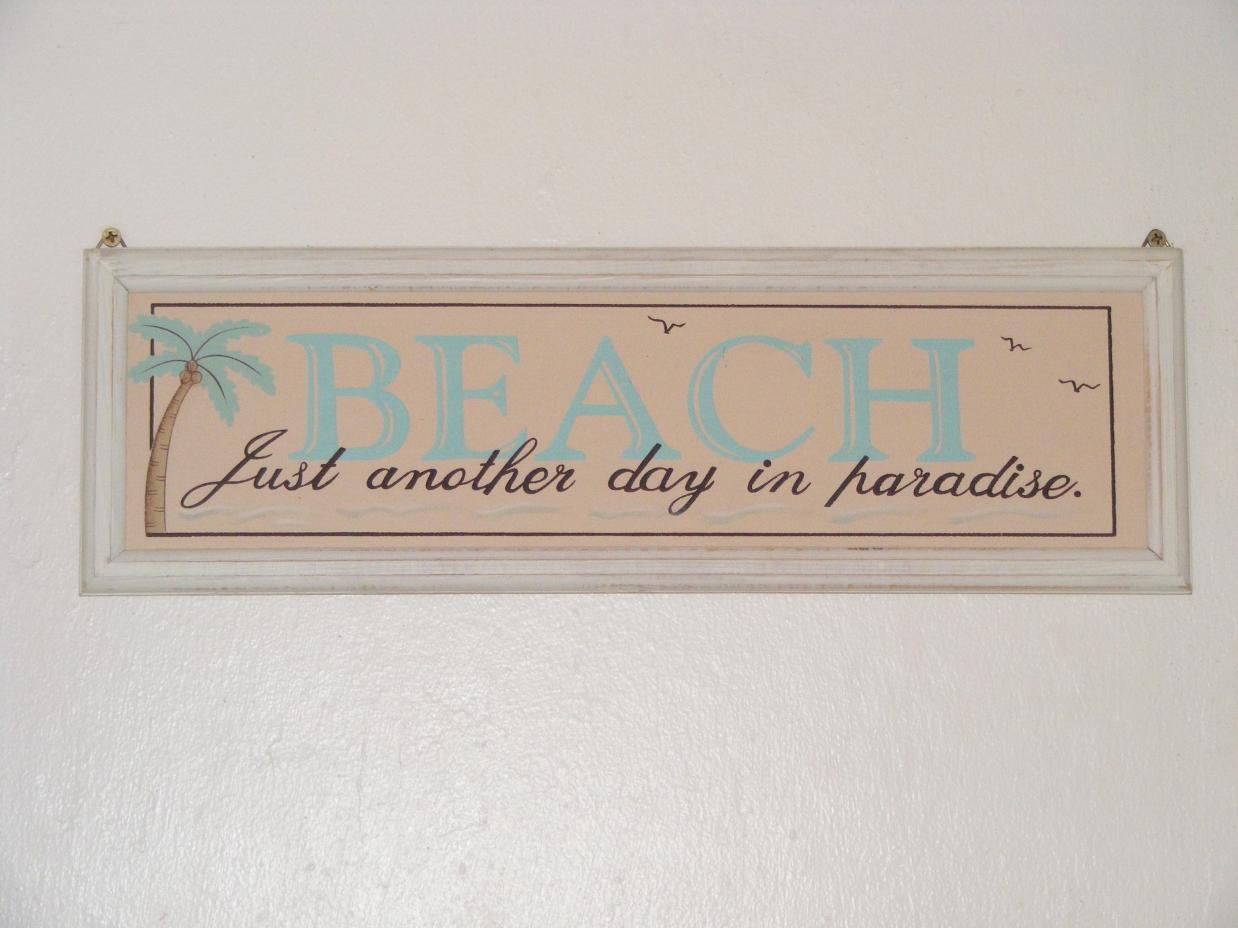 BEACH
Just another day in paradise.